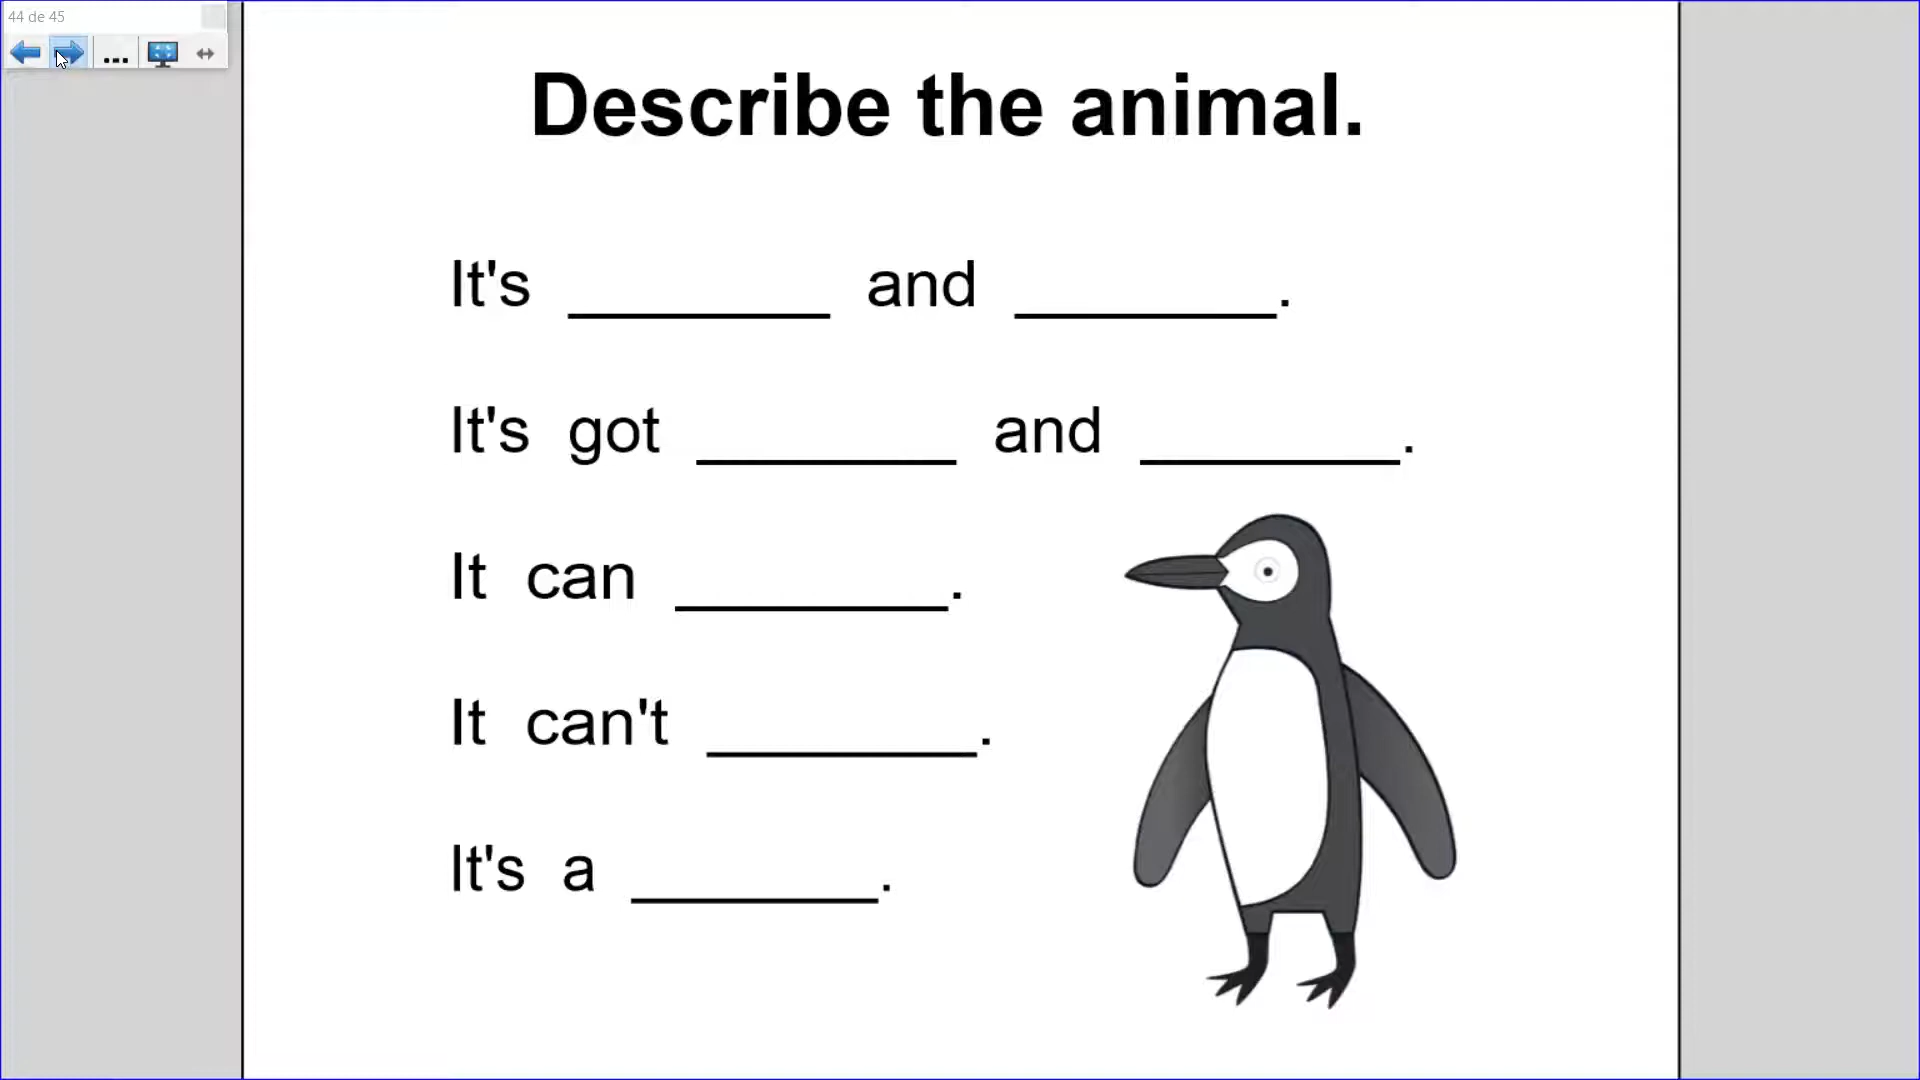 44 de 45
Describe the animal.
It's ________ and ________.
It's got ________ and ________.
It can ________.
It can't ________.
It's a ________.